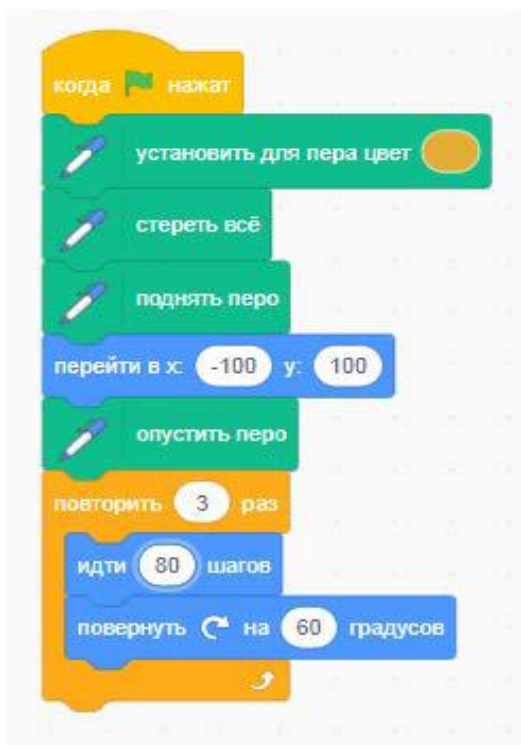 когда нажат
установить для пера цвет
стереть всё
поднять перо
перейти в x: -100 y: 100
опустить перо
повторить 3 раз
идти 80 шагов
повернуть на 60 градусов